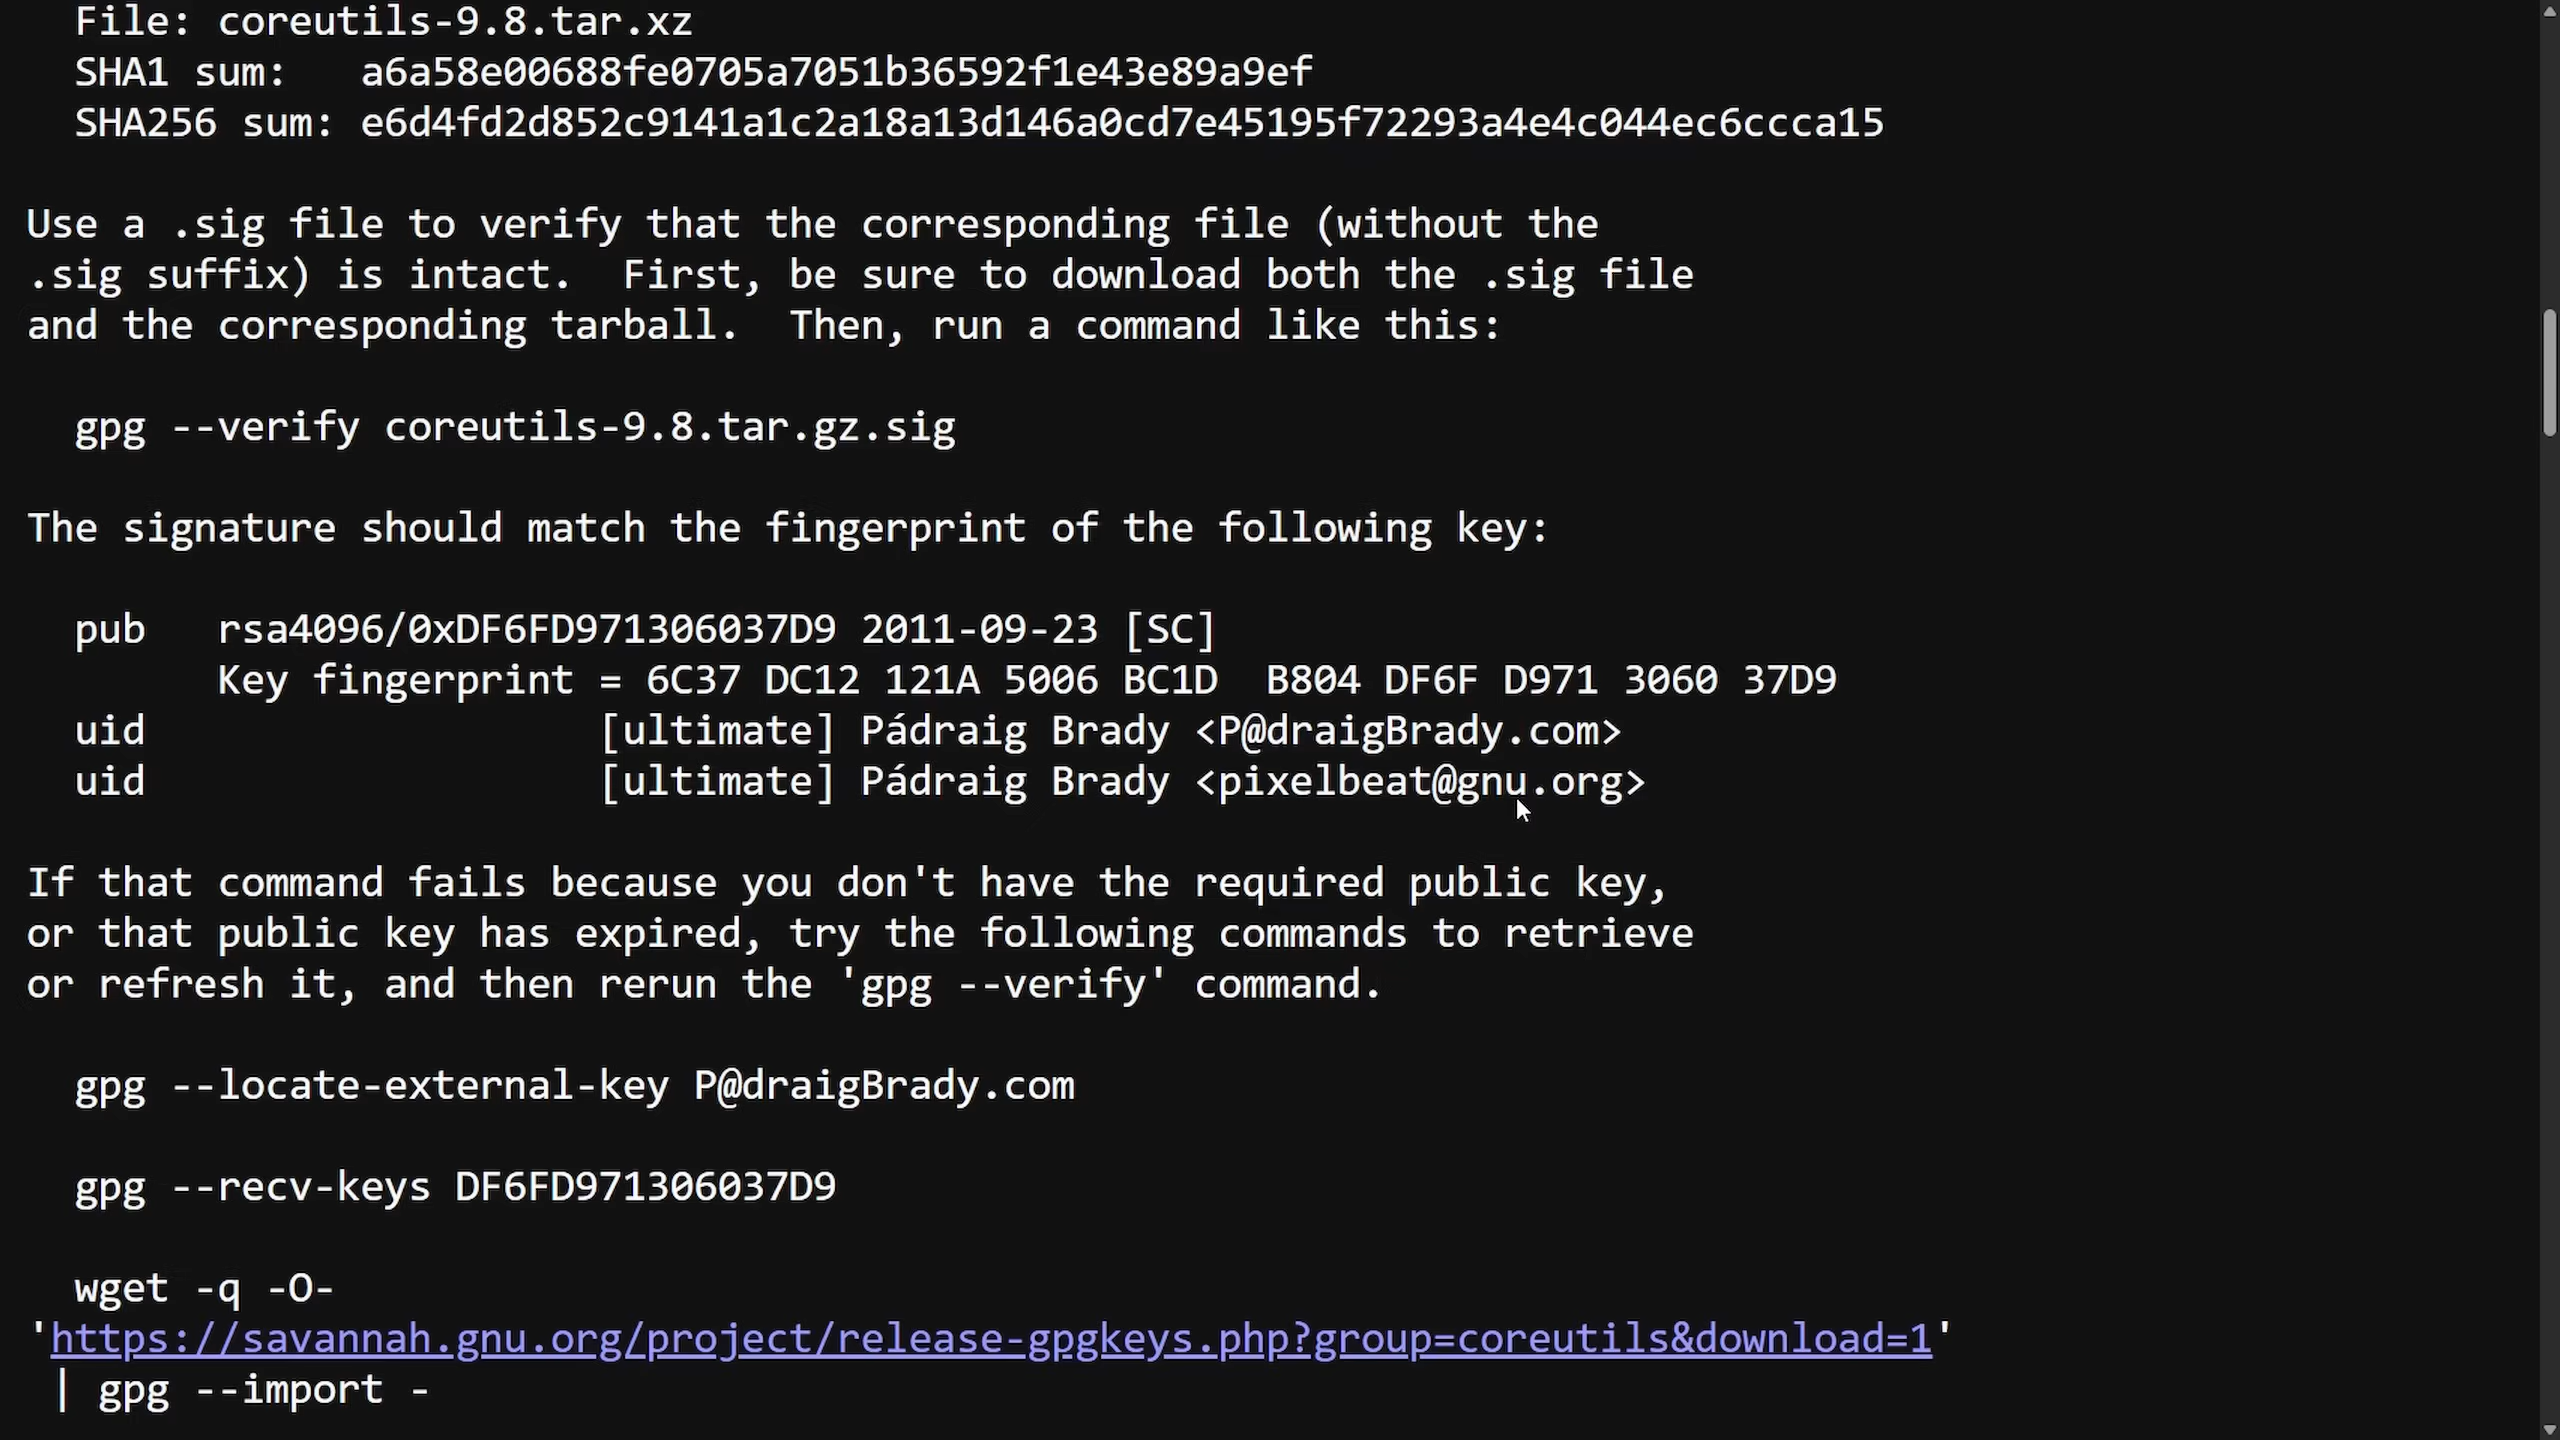 File: coreutils-9.8.tar.xz
SHA1 sum:   a6a58e00688fe0705a7051b36592f1e43e89a9ef
SHA256 sum: e6d4fd2d852c9141a1c2a18a13d146a0cd7e45195f72293a4e4c044ec6ccca15
Use a .sig file to verify that the corresponding file (without the
.sig suffix) is intact.  First, be sure to download both the .sig file
and the corresponding tarball.  Then, run a command like this:
gpg --verify coreutils-9.8.tar.gz.sig
The signature should match the fingerprint of the following key:
pub   rsa4096/0xDF6FD971306037D9 2011-09-23 [SC]
Key fingerprint = 6C37 DC12 121A 5006 BC1D  B804 DF6F D971 3060 37D9
uid                   [ultimate] Pádraig Brady <P@draigBrady.com>
uid                   [ultimate] Pádraig Brady <pixelbeat@gnu.org>
If that command fails because you don't have the required public key,
or that public key has expired, try the following commands to retrieve
or refresh it, and then rerun the 'gpg --verify' command.
gpg --locate-external-key P@draigBrady.com
gpg --recv-keys DF6FD971306037D9
wget -q -O-
'https://savannah.gnu.org/project/release-gpgkeys.php?group=coreutils&download=1'
| gpg --import -